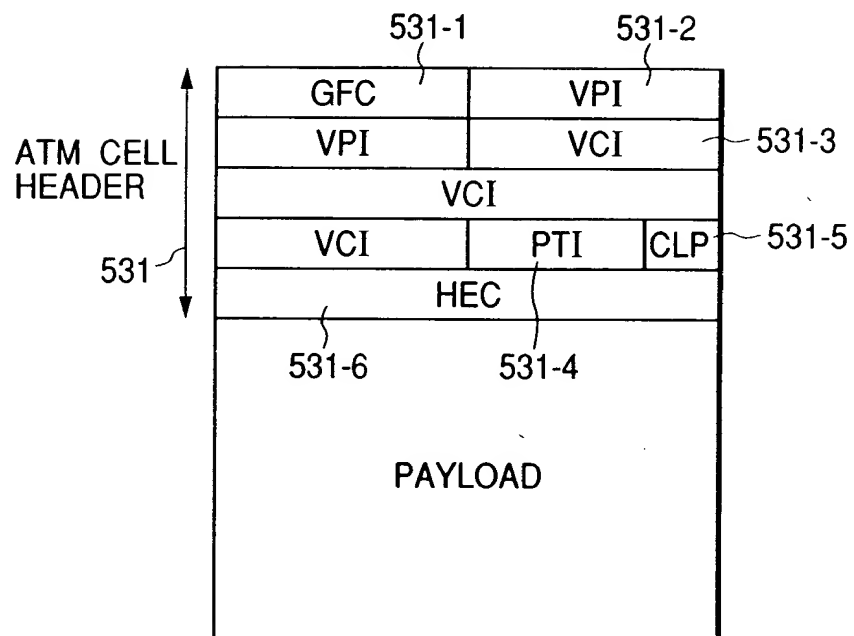 531-1
531-2
GFC VPI
VPI VCI
531-3
ATM CELL
HEADER
VCI
VCI PTI CLP
531-5
531
HEC
531-6
531-4
PAYLOAD